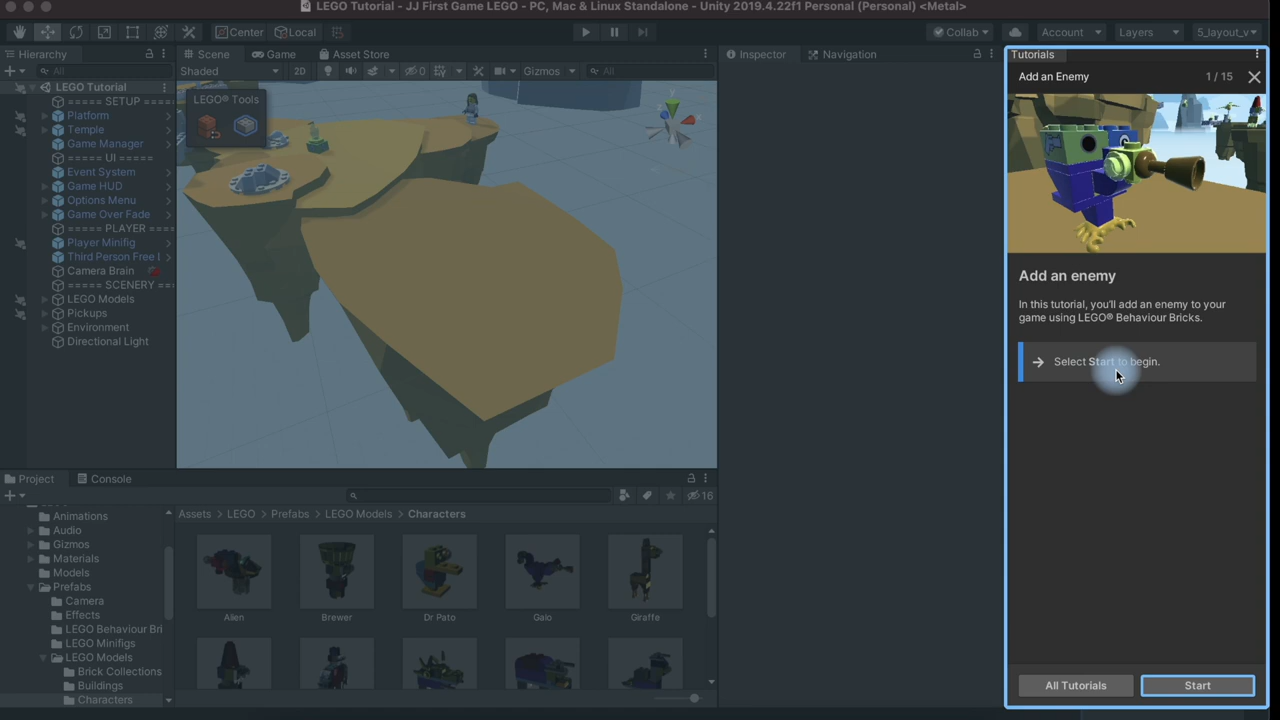 LEGO Tutorial - JJ First Game LEGO - PC, Mac & Linux Standalone - Unity 2019.4.22f1 Personal (Personal) <Metal>
Center Local Collab Account Layers 5_layout_v
Hierarchy
All
LEGO Tutorial
===== SETUP =====
Platform
Temple
Game Manager
===== UI =====
Event System
Game HUD
Options Menu
Game Over Fade
===== PLAYER ====
Player Minifig
Third Person Free
Camera Brain
===== SCENERY ==
LEGO Models
Pickups
Environment
Directional Light
Scene Game Asset Store
Shaded 2D 0 Gizmos All
LEGO® Tools
y
Inspector Navigation
Tutorials
Add an Enemy 1 / 15
Add an enemy
In this tutorial, you'll add an enemy to your
game using LEGO® Behaviour Bricks.
Select Start to begin.
All Tutorials Start
Project Console
16
Animations
Audio
Gizmos
Materials
Models
Prefabs
Camera
Effects
LEGO Behaviour Bri
LEGO Minifigs
LEGO Models
Brick Collections
Buildings
Characters
Assets > LEGO > Prefabs > LEGO Models > Characters
Alien Brewer Dr Pato Galo Giraffe